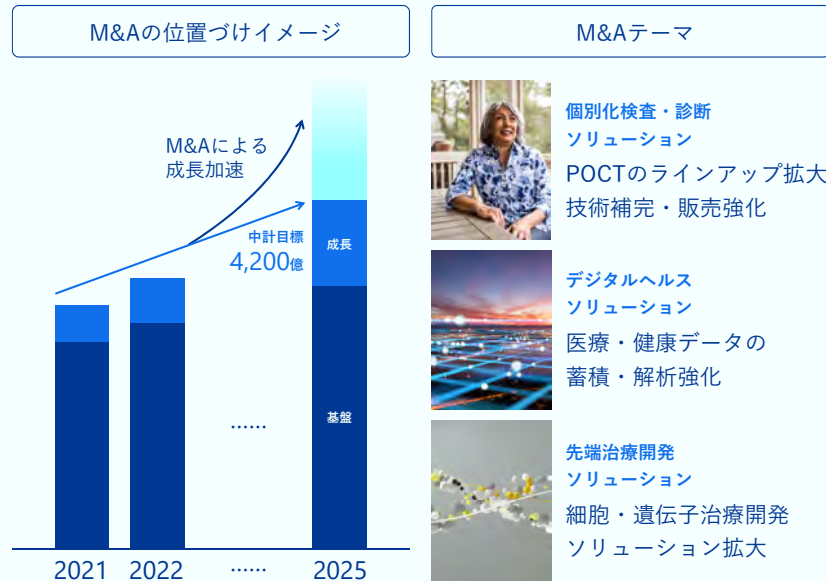 M&Aの位置づけイメージ
M&Aによる
成長加速
中計目標
4,200億
成長
基盤
……
2021
2022
……
2025
M&Aテーマ
個別化検査・診断
ソリューション
POCTのラインアップ拡大
技術補完・販売強化
デジタルヘルス
ソリューション
医療・健康データの
蓄積・解析強化
先端治療開発
ソリューション
細胞・遺伝子治療開発
ソリューション拡大